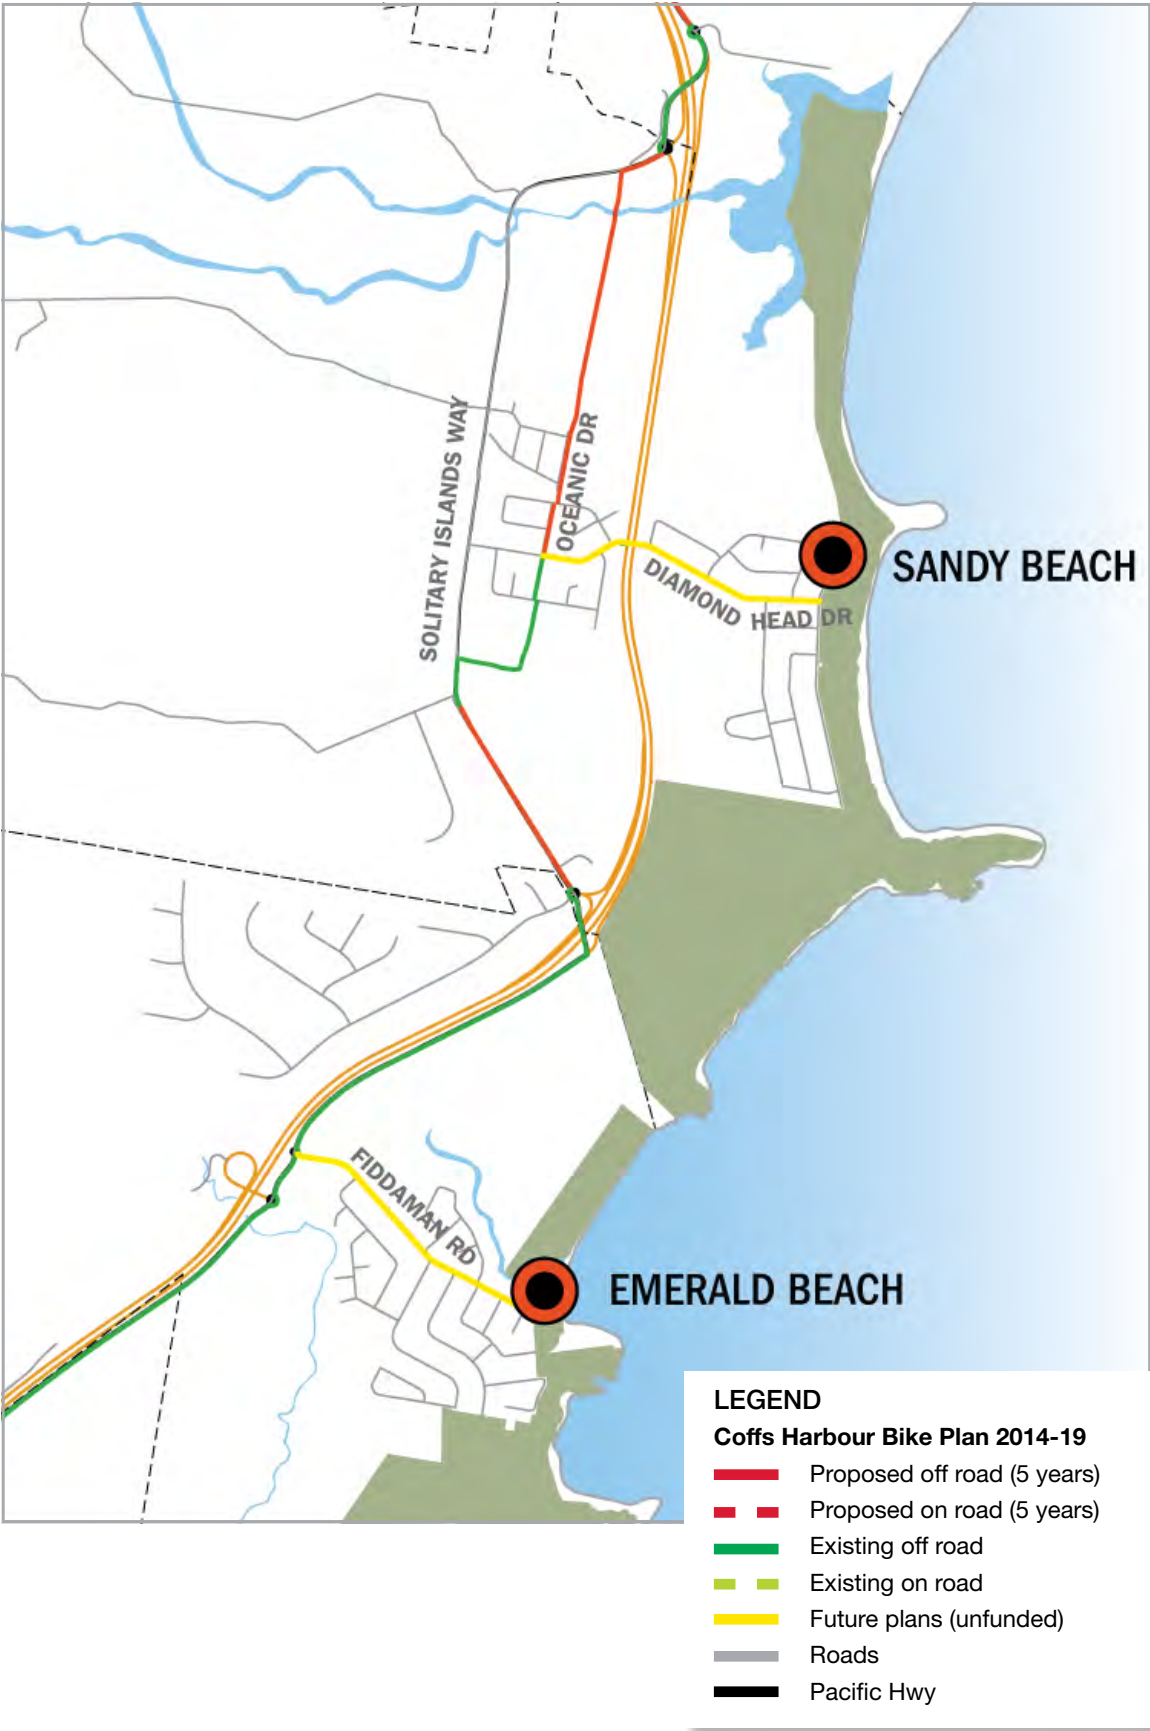 SOLITARY ISLANDS WAY
OCEANIC DR
SANDY BEACH
DIAMOND HEAD DR
FIDDAMAN RD
EMERALD BEACH
LEGEND
Coffs Harbour Bike Plan 2014-19
Proposed off road (5 years)
Proposed on road (5 years)
Existing off road
Existing on road
Future plans (unfunded)
Roads
Pacific Hwy